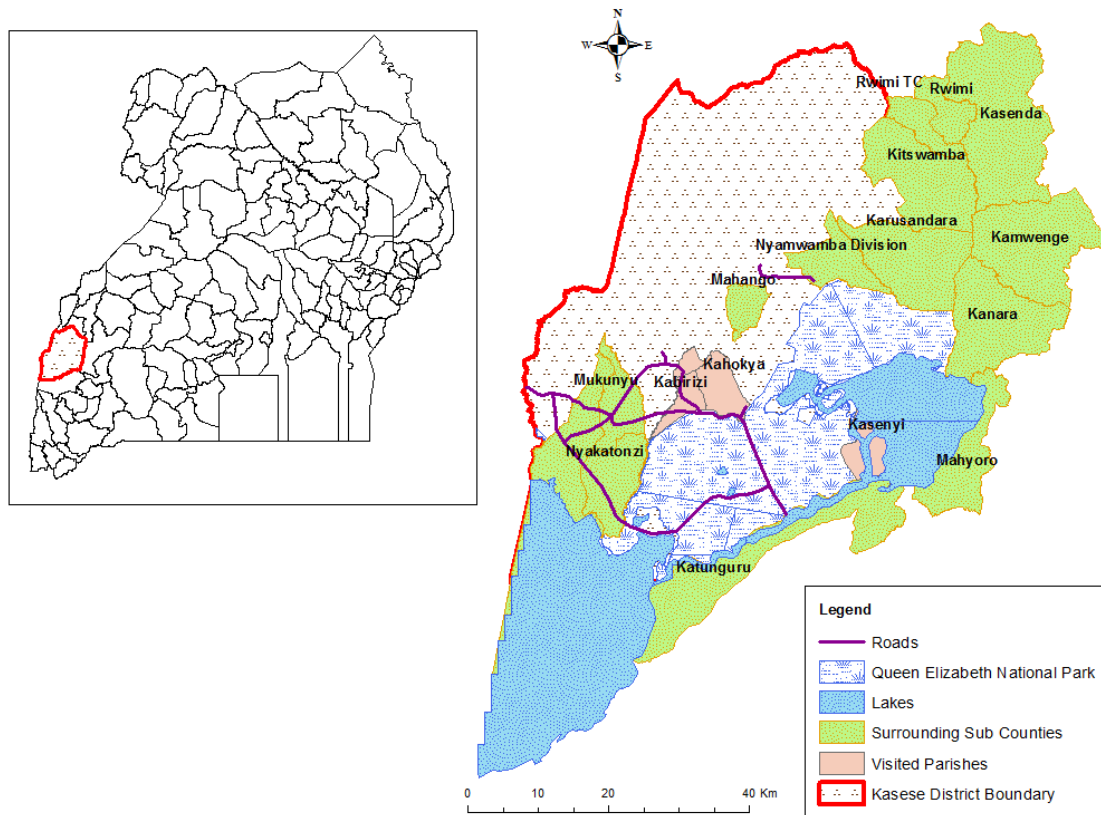 N
W E
S
Rwimi TC
Rwimi
Kasenda
Kitswamba
Karusandara
Kamwenge
Nyamwamba Division
Mahango
Kanara
Kahokya
Mukunyu
Kabirizi
Kasenyi
Nyakatonzi
Mahyoro
Katunguru
Legend
Roads
Queen Elizabeth National Park
Lakes
Surrounding Sub Counties
Visited Parishes
Kasese District Boundary
0 10 20 40 Km